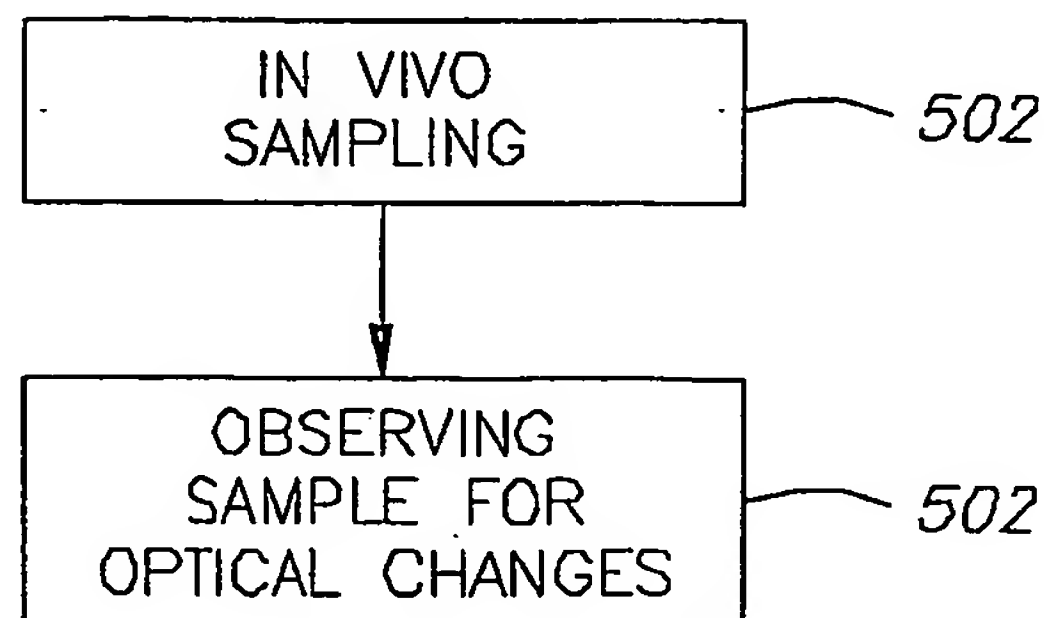 IN VIVO
SAMPLING
502
OBSERVING
SAMPLE FOR
OPTICAL CHANGES
502